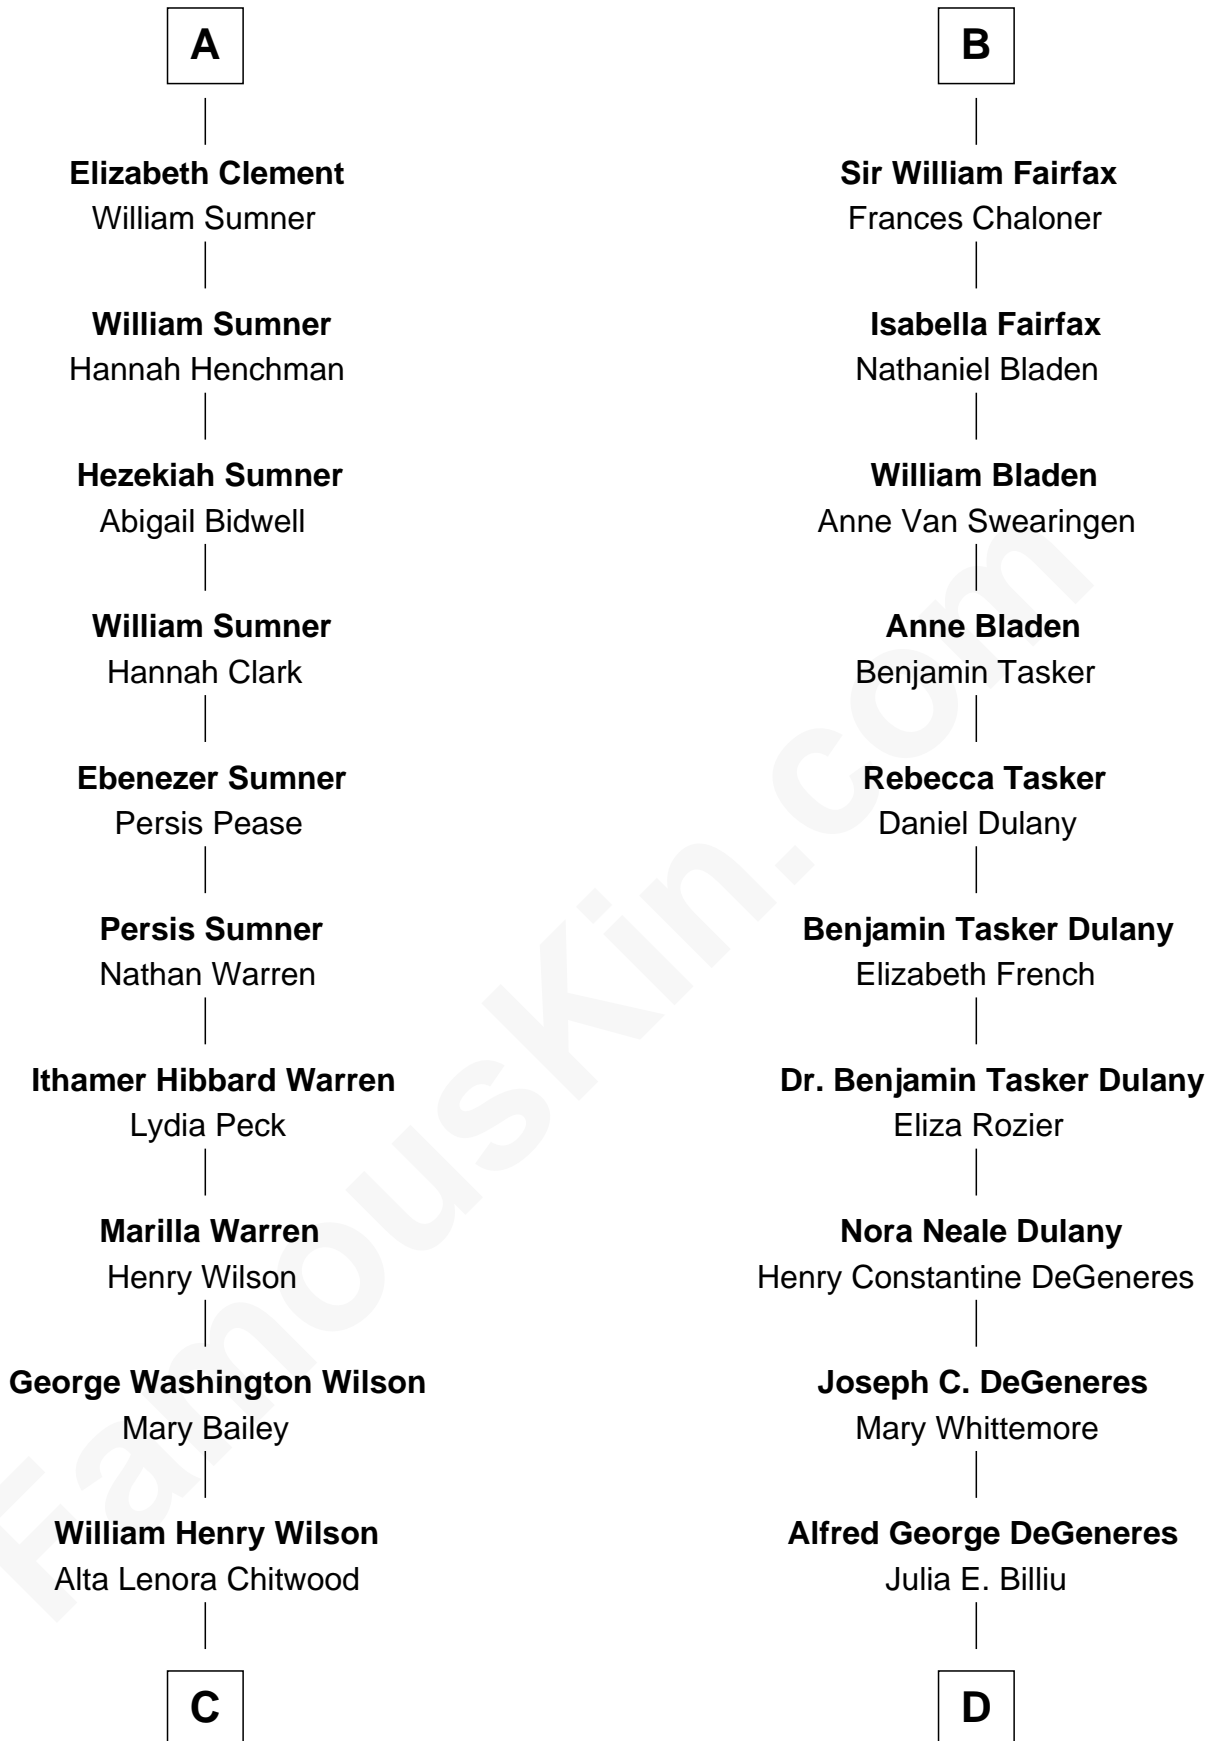 A
Elizabeth Clement
William Sumner
William Sumner
Hannah Henchman
Hezekiah Sumner
Abigail Bidwell
William Sumner
Hannah Clark
Ebenezer Sumner
Persis Pease
Persis Sumner
Nathan Warren
Ithamer Hibbard Warren
Lydia Peck
Marilla Warren
Henry Wilson
George Washington Wilson
Mary Bailey
William Henry Wilson
Alta Lenora Chitwood
C
B
Sir William Fairfax
Frances Chaloner
Isabella Fairfax
Nathaniel Bladen
William Bladen
Anne Van Swearingen
Anne Bladen
Benjamin Tasker
Rebecca Tasker
Daniel Dulany
Benjamin Tasker Dulany
Elizabeth French
Dr. Benjamin Tasker Dulany
Eliza Rozier
Nora Neale Dulany
Henry Constantine DeGeneres
Joseph C. DeGeneres
Mary Whittemore
Alfred George DeGeneres
Julia E. Billiu
D
FamousKin.com